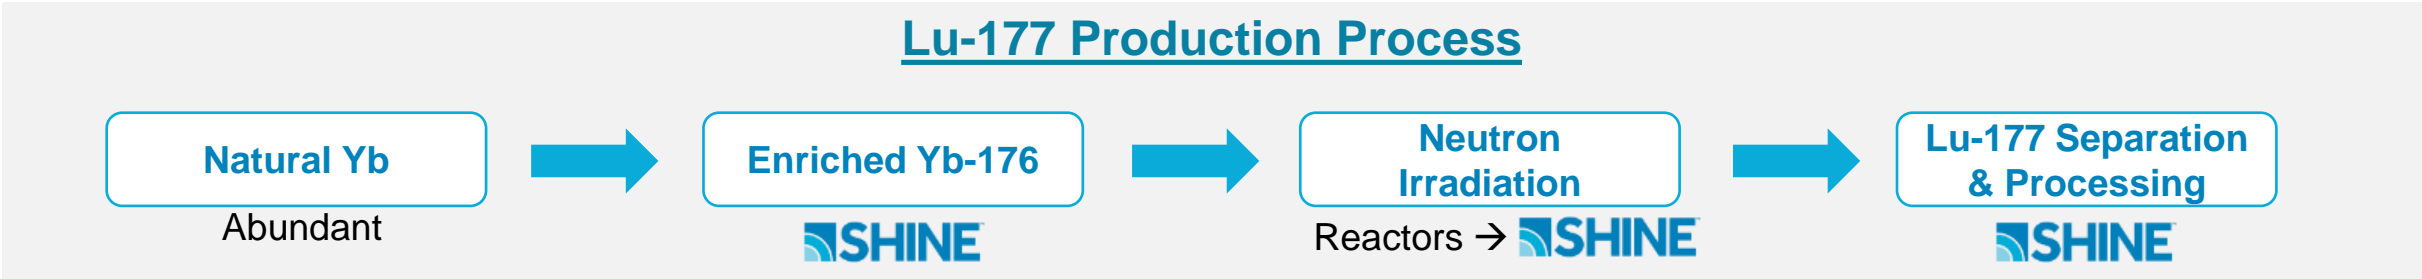 Lu-177 Production Process
Natural Yb
Abundant
Enriched Yb-176
SHINE
Neutron
Irradiation
Reactors → SHINE
Lu-177 Separation
& Processing
SHINE